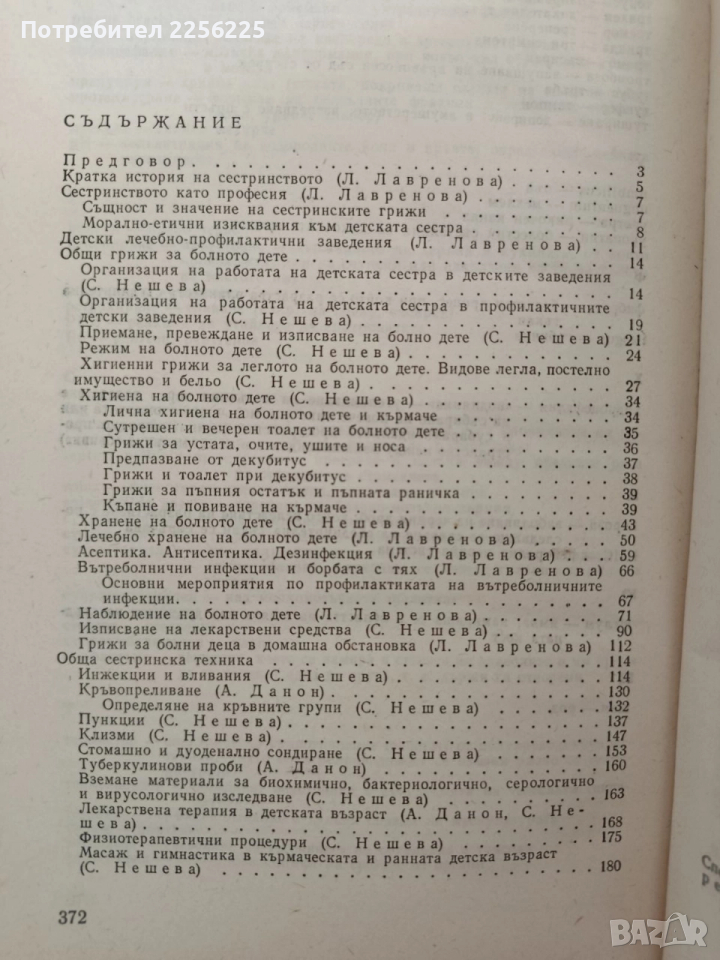 Потребител 2256225
СЪДЪРЖАНИЕ
Предговор. . . . . . . . . . . . . . . . . . . . . . . 3
Кратка история на сестринството (Л. Лавренова) . . . . . . . 5
Сестринството като професия (Л. Лавренова) . . . . . . . . . 7
Същност и значение на сестринските грижи . . . . . . . . . . 7
Морално-етични изисквания към детската сестра . . . . . . . . 8
Детски лечебно-профилактични заведения (Л. Лавренова) . . . 11
Общи грижи за болното дете . . . . . . . . . . . . . . . . . 14
Организация на работата на детската сестра в детските заведения
(С. Нешева) . . . . . . . . . . . . . . . . . . . . . . . 14
Организация на работата на детската сестра в профилактичните
детски заведения (С. Нешева) . . . . . . . . . . . . . . . 19
Приемане, превеждане и изписване на болно дете (С. Нешева) 21
Режим на болното дете (С. Нешева) . . . . . . . . . . . . 24
Хигиенни грижи за леглото на болното дете. Видове легла, постелно
имущество и бельо (С. Нешева) . . . . . . . . . . . . . . 27
Хигиена на болното дете (С. Нешева) . . . . . . . . . . . 34
Лична хигиена на болното дете и кърмаче . . . . . . . . . 34
Сутрешен и вечерен тоалет на болното дете . . . . . . . . 35
Грижи за устата, очите, ушите и носа . . . . . . . . . . . 36
Предпазване от декубитус . . . . . . . . . . . . . . . . . 37
Грижи и тоалет при декубитус . . . . . . . . . . . . . . . 38
Грижи за пъпния остатък и пъпната раничка . . . . . . . . 39
Къпане и повиване на кърмаче . . . . . . . . . . . . . . . 39
Хранене на болното дете (С. Нешева) . . . . . . . . . . . 43
Лечебно хранене на болното дете (Л. Лавренова) . . . . . . 50
Асептика. Антисептика. Дезинфекция (Л. Лавренова) . . . 59
Вътреболнични инфекции и борбата с тях (Л. Лавренова) 66
Основни мероприятия по профилактиката на вътреболничните
инфекции. . . . . . . . . . . . . . . . . . . . . . . . . 67
Наблюдение на болното дете (Л. Лавренова) . . . . . . . . 71
Изписване на лекарствени средства (С. Нешева) . . . . . . 90
Грижи за болни деца в домашна обстановка (Л. Лавренова) 112
Обща сестринска техника . . . . . . . . . . . . . . . . . 114
Инжекции и вливания (С. Нешева) . . . . . . . . . . . . . 114
Кръвопреливане (А. Данон) . . . . . . . . . . . . . . . . 130
Определяне на кръвните групи (С. Нешева) . . . . . . . . . 132
Пункции (С. Нешева) . . . . . . . . . . . . . . . . . . . 137
Клизми (С. Нешева) . . . . . . . . . . . . . . . . . . . . 147
Стомашно и дуоденално сондиране (С. Нешева) . . . . . . . 153
Туберкулинови проби (А. Данон) . . . . . . . . . . . . . . 160
Вземане материали за биохимично, бактериологично, серологично
и вирусологично изследване (С. Нешева) . . . . . . . . . . 163
Лекарствена терапия в детската възраст (А. Данон, С. Не-
шева) . . . . . . . . . . . . . . . . . . . . . . . . . . 168
Физиотерапевтични процедури (С. Нешева) . . . . . . . . . 175
Масаж и гимнастика в кърмаческата и ранната детска възраст
(С. Нешева) . . . . . . . . . . . . . . . . . . . . . . . 180
372
BAZAR